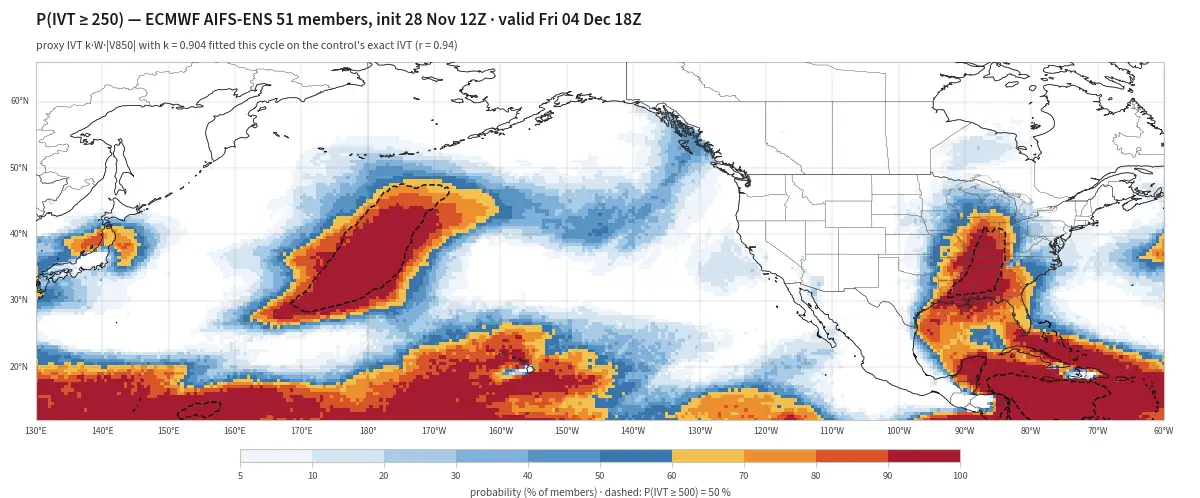 P(IVT ≥ 250) — ECMWF AIFS-ENS 51 members, init 28 Nov 12Z · valid Fri 04 Dec 18Z
proxy IVT k·W·|V850| with k = 0.904 fitted this cycle on the control's exact IVT (r = 0.94)
60°N
50°N
40°N
30°N
20°N
130°E 140°E 150°E 160°E 170°E 180° 170°W 160°W 150°W 140°W 130°W 120°W 110°W 100°W 90°W 80°W 70°W 60°W
5 10 20 30 40 50 60 70 80 90 100
probability (% of members) · dashed: P(IVT ≥ 500) = 50 %